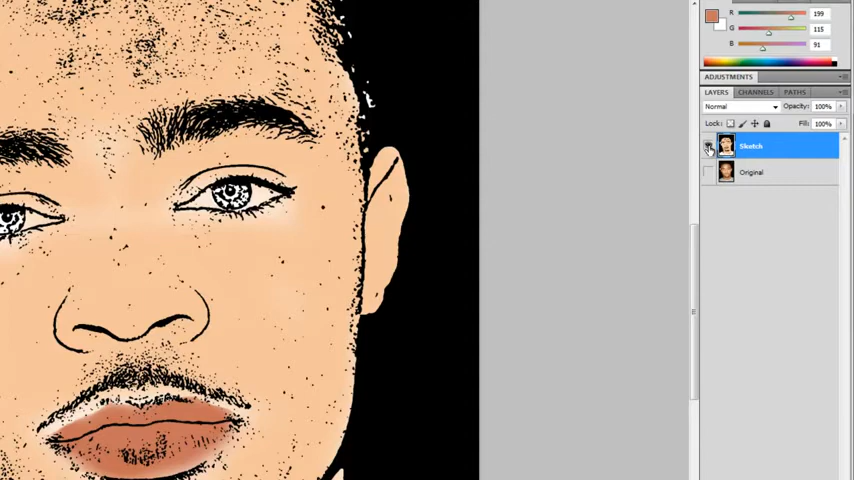 R 199
G 115
B 91
ADJUSTMENTS
LAYERS CHANNELS PATHS
Normal Opacity: 100%
Lock: Fill: 100%
Sketch
Original